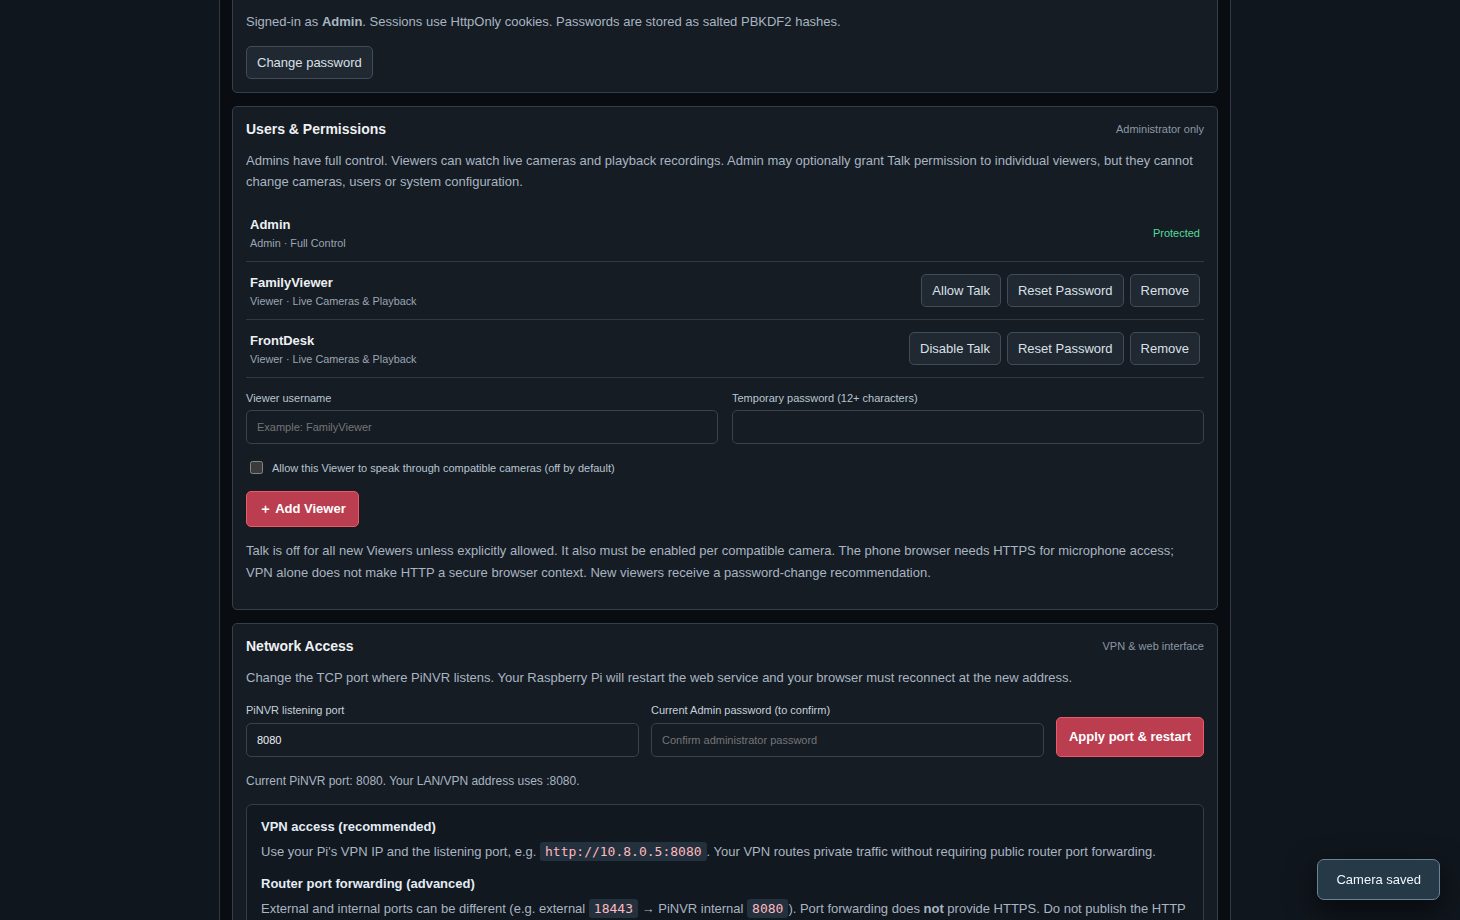 Signed-in as Admin. Sessions use HttpOnly cookies. Passwords are stored as salted PBKDF2 hashes.
Change password
Users & Permissions
Administrator only
Admins have full control. Viewers can watch live cameras and playback recordings. Admin may optionally grant Talk permission to individual viewers, but they cannot
change cameras, users or system configuration.
Admin
Admin · Full Control
Protected
FamilyViewer
Viewer · Live Cameras & Playback
Allow Talk
Reset Password
Remove
FrontDesk
Viewer · Live Cameras & Playback
Disable Talk
Reset Password
Remove
Viewer username
Temporary password (12+ characters)
Example: FamilyViewer
Allow this Viewer to speak through compatible cameras (off by default)
+ Add Viewer
Talk is off for all new Viewers unless explicitly allowed. It also must be enabled per compatible camera. The phone browser needs HTTPS for microphone access;
VPN alone does not make HTTP a secure browser context. New viewers receive a password-change recommendation.
Network Access
VPN & web interface
Change the TCP port where PiNVR listens. Your Raspberry Pi will restart the web service and your browser must reconnect at the new address.
PiNVR listening port
Current Admin password (to confirm)
8080
Confirm administrator password
Apply port & restart
Current PiNVR port: 8080. Your LAN/VPN address uses :8080.
VPN access (recommended)
Use your Pi's VPN IP and the listening port, e.g. http://10.8.0.5:8080. Your VPN routes private traffic without requiring public router port forwarding.
Router port forwarding (advanced)
External and internal ports can be different (e.g. external 18443 → PiNVR internal 8080). Port forwarding does not provide HTTPS. Do not publish the HTTP
Camera saved